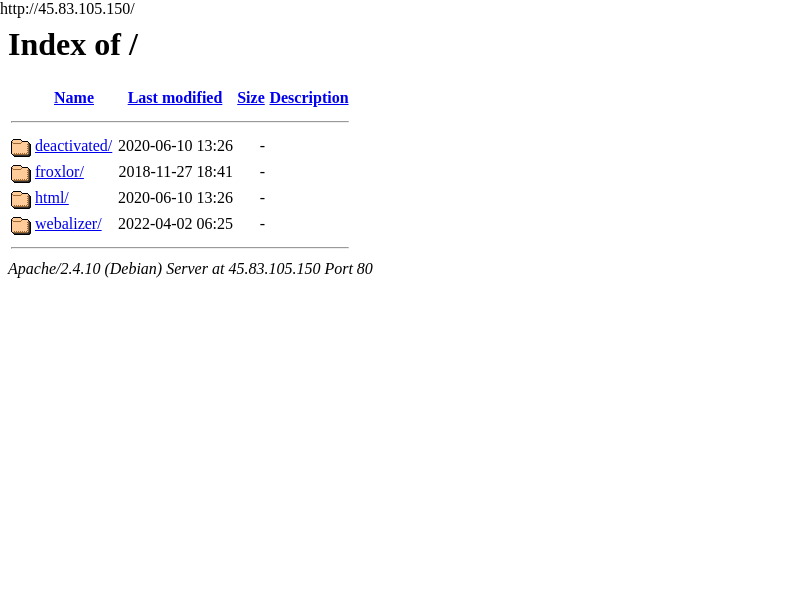 http://45.83.105.150/
Index of /
Name Last modified Size Description
deactivated/ 2020-06-10 13:26 -
froxlor/ 2018-11-27 18:41 -
html/ 2020-06-10 13:26 -
webalizer/ 2022-04-02 06:25 -
Apache/2.4.10 (Debian) Server at 45.83.105.150 Port 80